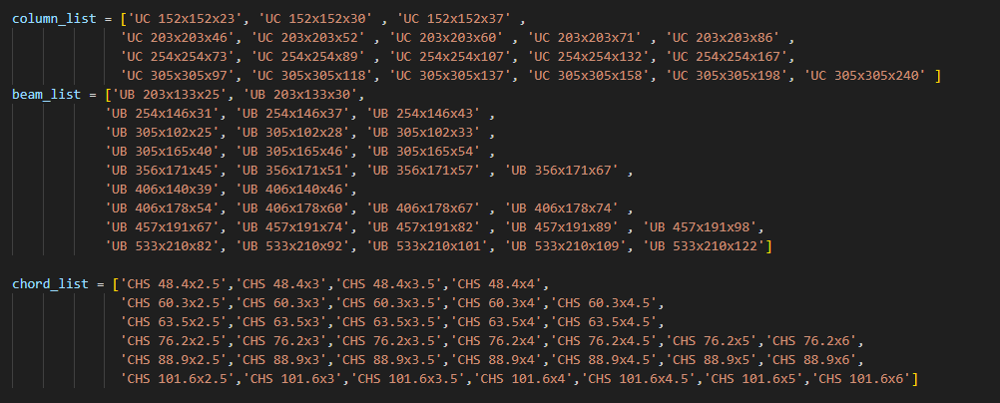 column_list = ['UC 152x152x23', 'UC 152x152x30' , 'UC 152x152x37' ,
'UC 203x203x46', 'UC 203x203x52' , 'UC 203x203x60' , 'UC 203x203x71' , 'UC 203x203x86' ,
'UC 254x254x73', 'UC 254x254x89' , 'UC 254x254x107', 'UC 254x254x132', 'UC 254x254x167',
'UC 305x305x97', 'UC 305x305x118', 'UC 305x305x137', 'UC 305x305x158', 'UC 305x305x198', 'UC 305x305x240' ]
beam_list = ['UB 203x133x25', 'UB 203x133x30',
'UB 254x146x31', 'UB 254x146x37', 'UB 254x146x43' ,
'UB 305x102x25', 'UB 305x102x28', 'UB 305x102x33' ,
'UB 305x165x40', 'UB 305x165x46', 'UB 305x165x54' ,
'UB 356x171x45', 'UB 356x171x51', 'UB 356x171x57' , 'UB 356x171x67' ,
'UB 406x140x39', 'UB 406x140x46',
'UB 406x178x54', 'UB 406x178x60', 'UB 406x178x67' , 'UB 406x178x74' ,
'UB 457x191x67', 'UB 457x191x74', 'UB 457x191x82' , 'UB 457x191x89' , 'UB 457x191x98',
'UB 533x210x82', 'UB 533x210x92', 'UB 533x210x101', 'UB 533x210x109', 'UB 533x210x122']
chord_list = ['CHS 48.4x2.5','CHS 48.4x3','CHS 48.4x3.5','CHS 48.4x4',
'CHS 60.3x2.5','CHS 60.3x3','CHS 60.3x3.5','CHS 60.3x4','CHS 60.3x4.5',
'CHS 63.5x2.5','CHS 63.5x3','CHS 63.5x3.5','CHS 63.5x4','CHS 63.5x4.5',
'CHS 76.2x2.5','CHS 76.2x3','CHS 76.2x3.5','CHS 76.2x4','CHS 76.2x4.5','CHS 76.2x5','CHS 76.2x6',
'CHS 88.9x2.5','CHS 88.9x3','CHS 88.9x3.5','CHS 88.9x4','CHS 88.9x4.5','CHS 88.9x5','CHS 88.9x6',
'CHS 101.6x2.5','CHS 101.6x3','CHS 101.6x3.5','CHS 101.6x4','CHS 101.6x4.5','CHS 101.6x5','CHS 101.6x6']